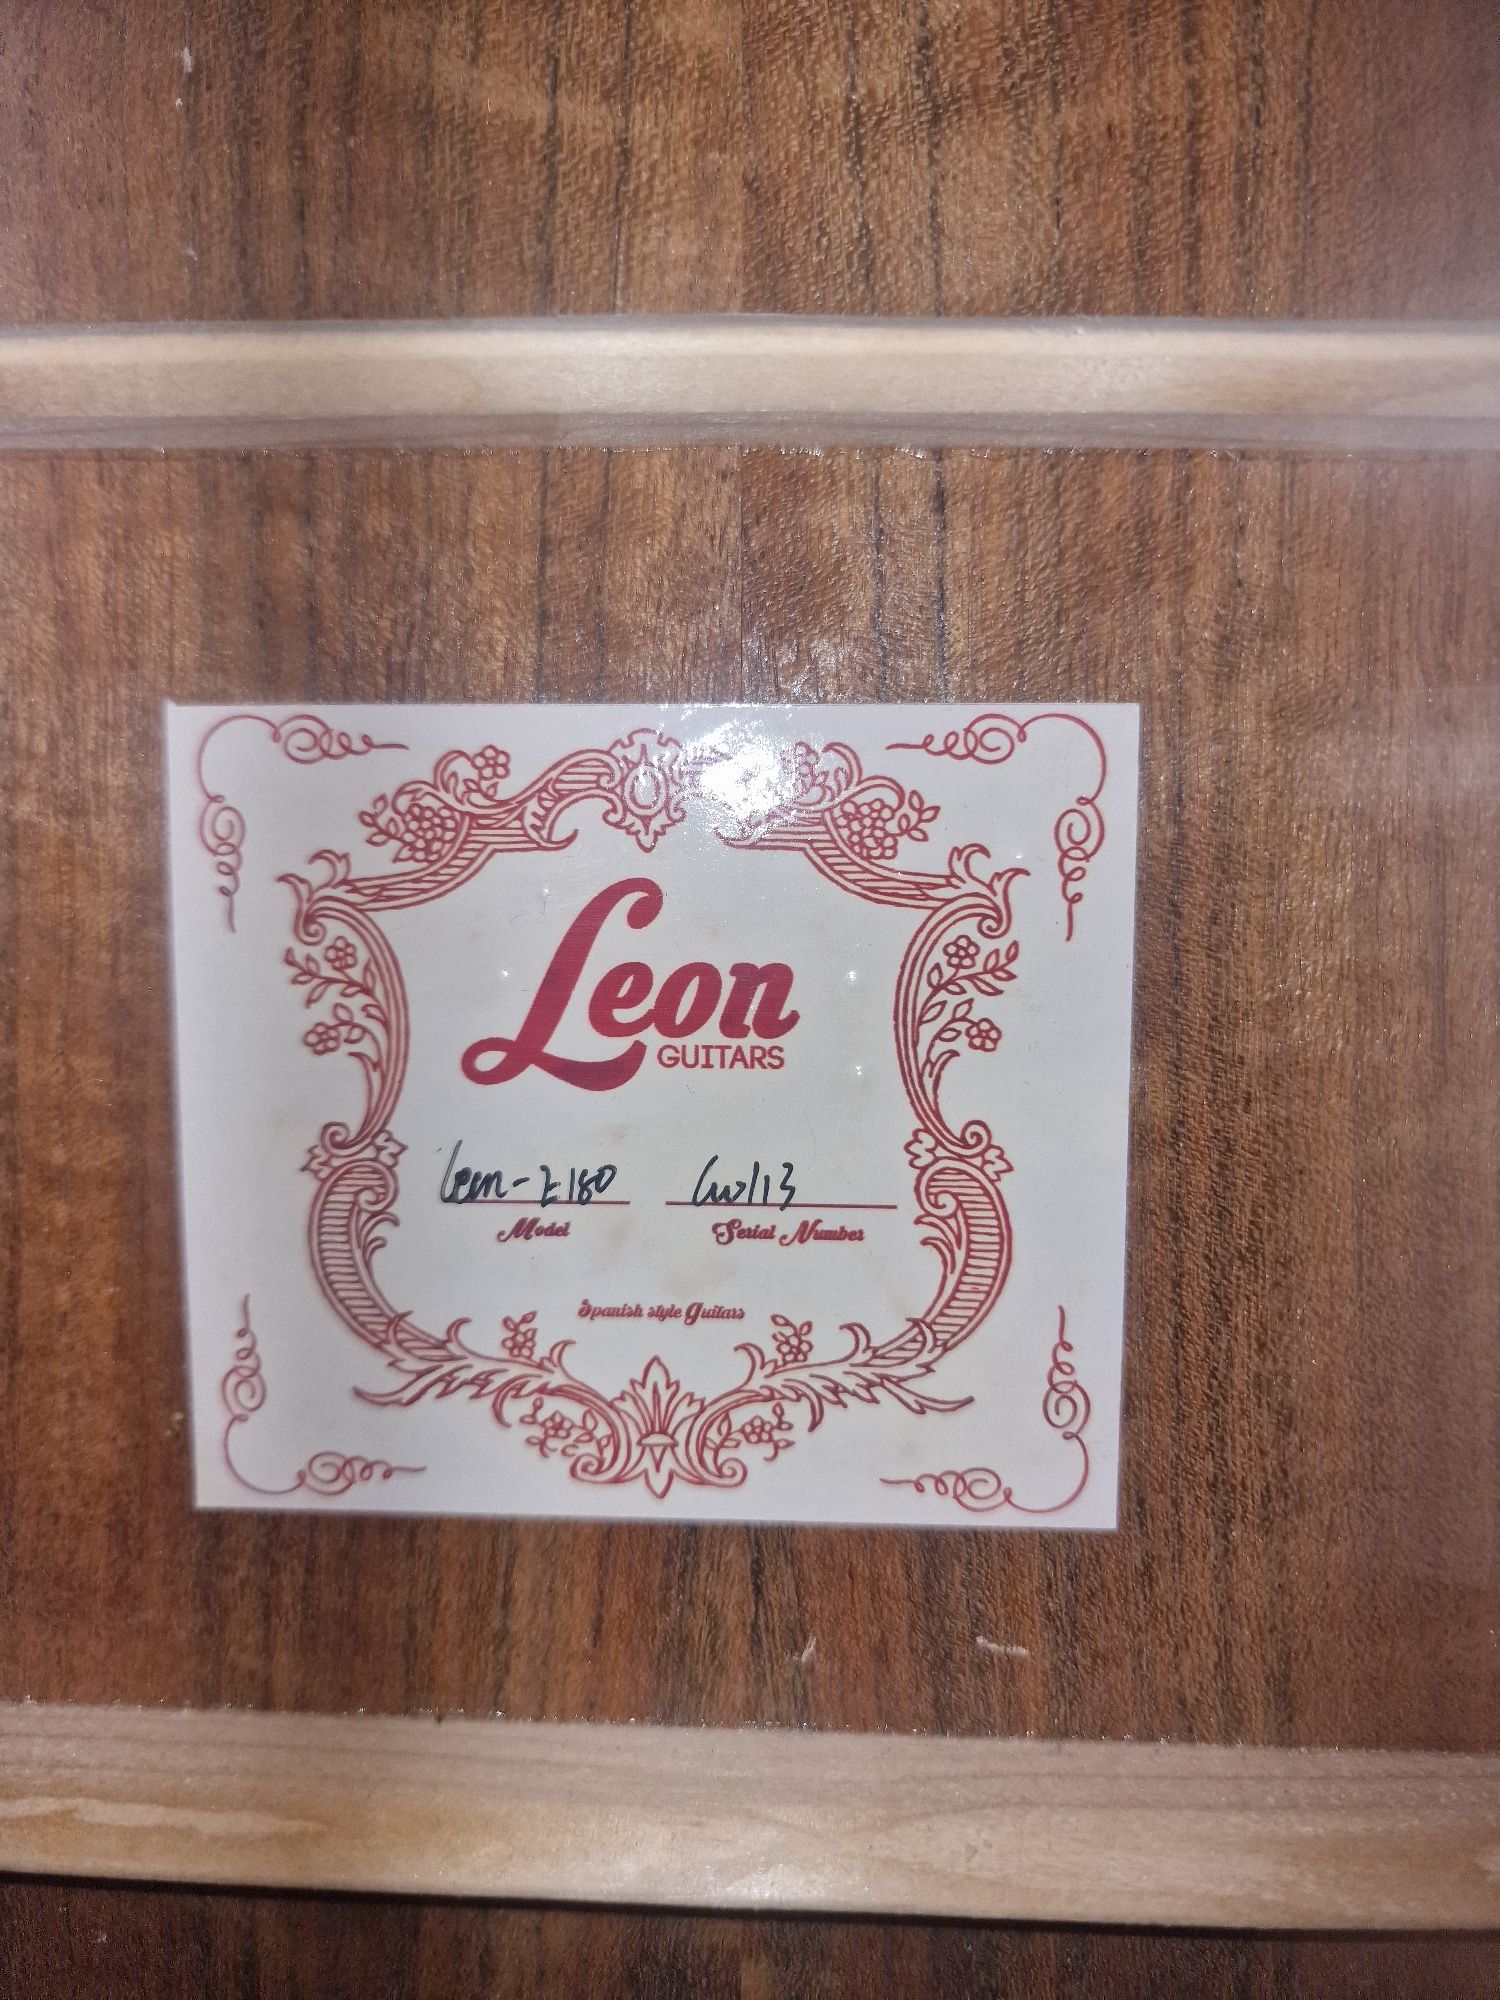 Leon
GUITARS
Leon-E180
Model Serial Number
Spanish style Guitars